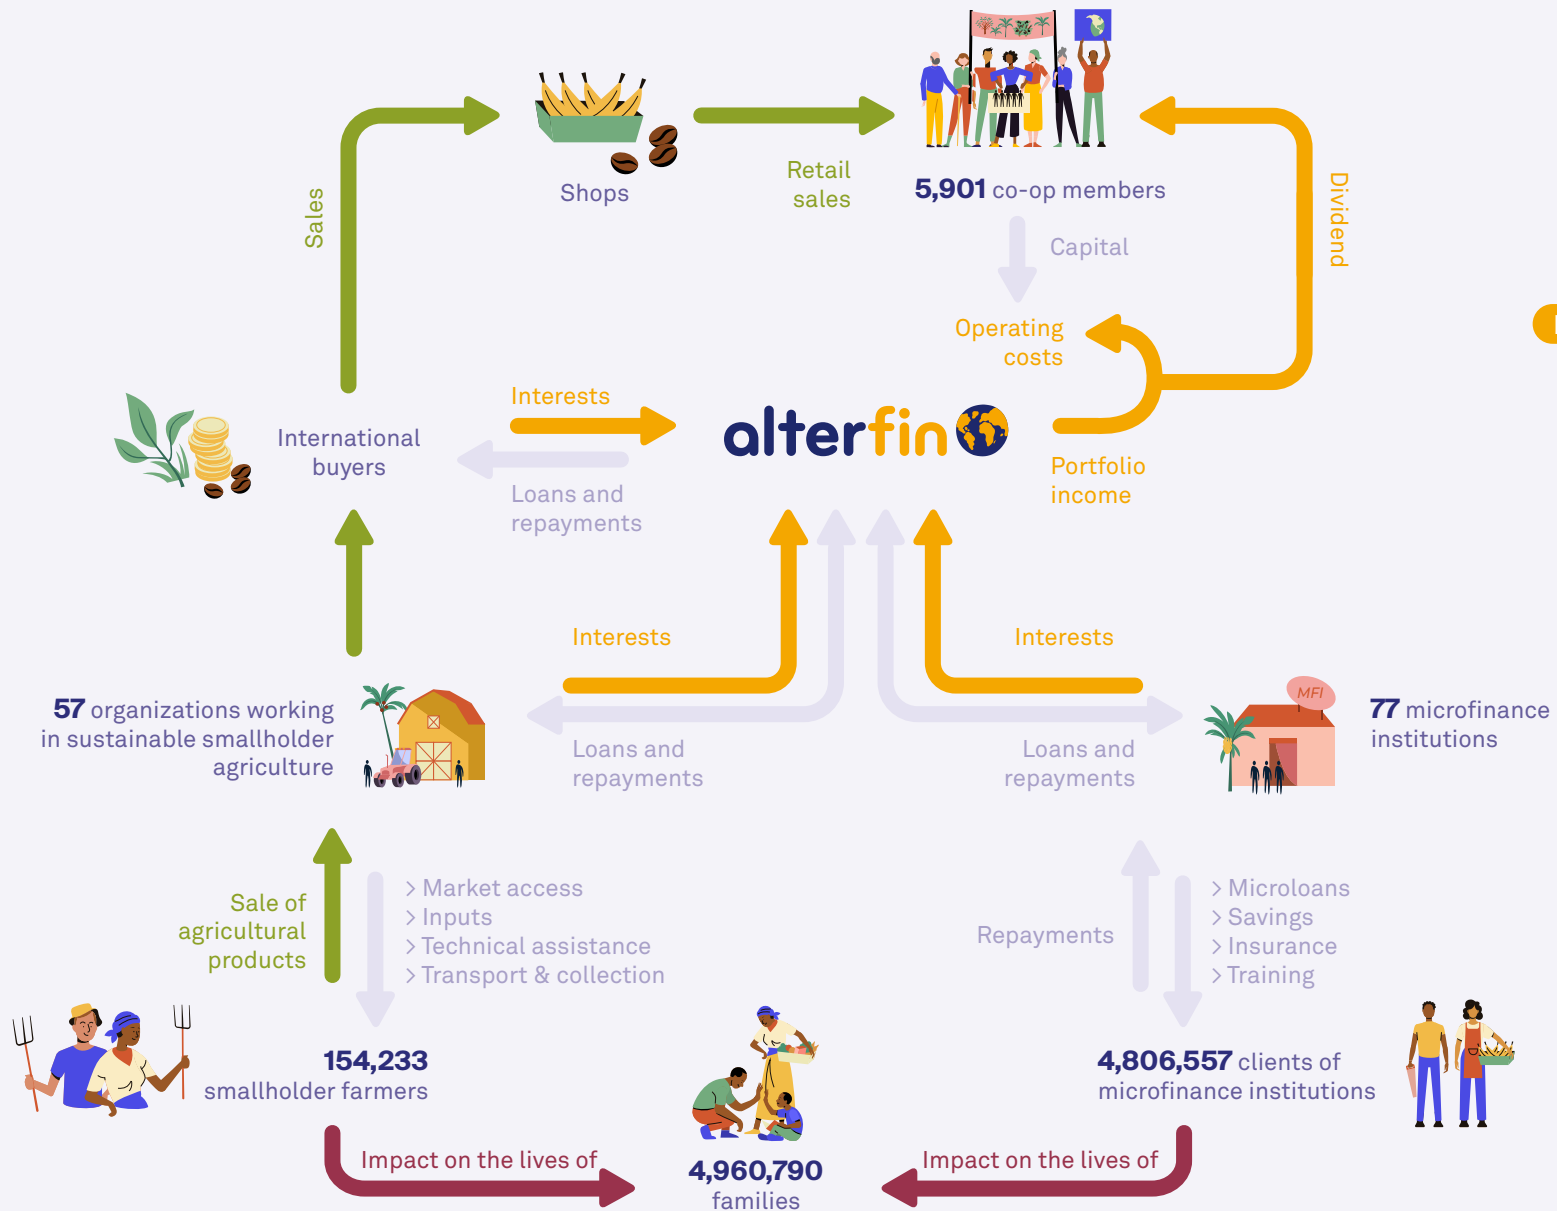 Shops
Retail
sales
5,901 co-op members
Sales
Dividend
Capital
Operating
costs
Interests
alterfin
International
buyers
Loans and
repayments
Portfolio
income
Interests
Interests
57 organizations working
in sustainable smallholder
agriculture
MFI
77 microfinance
institutions
Loans and
repayments
Loans and
repayments
Sale of
agricultural
products
> Market access
> Inputs
> Technical assistance
> Transport & collection
Repayments
> Microloans
> Savings
> Insurance
> Training
154,233
smallholder farmers
4,806,557 clients of
microfinance institutions
Impact on the lives of
4,960,790
families
Impact on the lives of